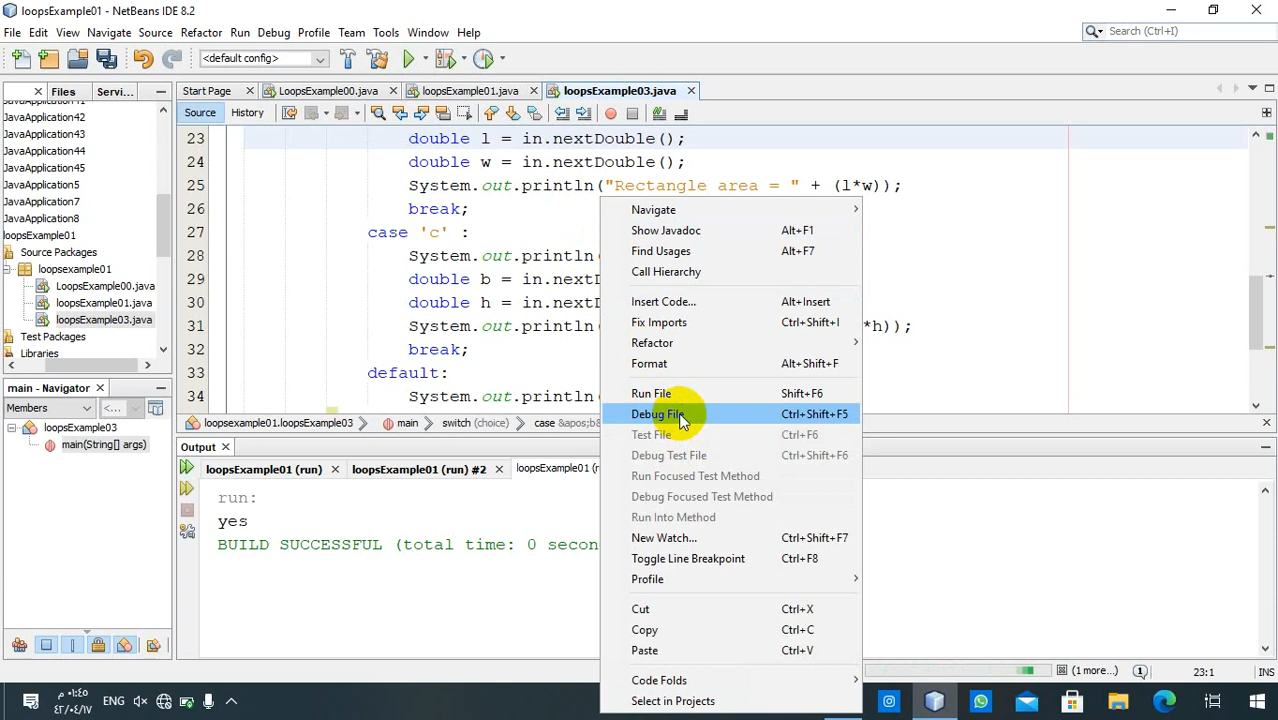 loopsExample01 - NetBeans IDE 8.2
File Edit View Navigate Source Refactor Run Debug Profile Team Tools Window Help
Search (Ctrl+I)
<default config>
Files Servi...
Start Page LoopsExample00.java loopsExample01.java loopsExample03.java
Source History
JavaApplication42
JavaApplication43
JavaApplication44
JavaApplication45
JavaApplication5
JavaApplication7
JavaApplication8
loopsExample01
Source Packages
loopsexample01
LoopsExample00.java
loopsExample01.java
loopsExample03.java
Test Packages
Libraries
23 double l = in.nextDouble();
24 double w = in.nextDouble();
25 System.out.println("Rectangle area = " + (l*w));
26 break;
27 case 'c' :
28 System.out.println
29 double b = in.nextD
30 double h = in.nextD
31 System.out.println *h));
32 break;
33 default:
34 System.out.println
loopsexample01.loopsExample03 main switch (choice) case &apos;b&
Navigate
Show Javadoc Alt+F1
Find Usages Alt+F7
Call Hierarchy
Insert Code... Alt+Insert
Fix Imports Ctrl+Shift+I
Refactor
Format Alt+Shift+F
Run File Shift+F6
Debug File Ctrl+Shift+F5
Test File Ctrl+F6
Debug Test File Ctrl+Shift+F6
Run Focused Test Method
Debug Focused Test Method
Run Into Method
New Watch... Ctrl+Shift+F7
Toggle Line Breakpoint Ctrl+F8
Profile
Cut Ctrl+X
Copy Ctrl+C
Paste Ctrl+V
Code Folds
Select in Projects
main - Navigator
Members <...
loopsExample03
main(String[] args)
Output
loopsExample01 (run) loopsExample01 (run) #2 loopsExample01 (ru
run:
yes
BUILD SUCCESSFUL (total time: 0 secon
(1 more...) 1 23:1 INS
ENG
٠١:٤٥ م
٤٣/٠٤/١٧